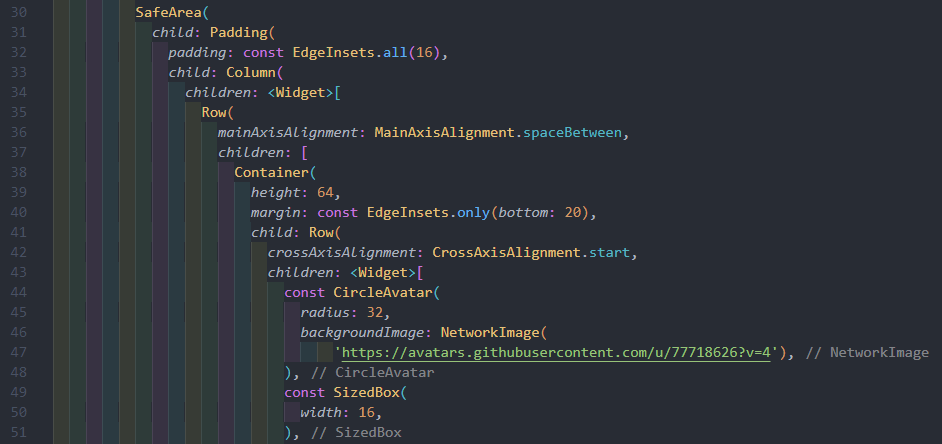 30 SafeArea(
31 child: Padding(
32 padding: const EdgeInsets.all(16),
33 child: Column(
34 children: <Widget>[
35 Row(
36 mainAxisAlignment: MainAxisAlignment.spaceBetween,
37 children: [
38 Container(
39 height: 64,
40 margin: const EdgeInsets.only(bottom: 20),
41 child: Row(
42 crossAxisAlignment: CrossAxisAlignment.start,
43 children: <Widget>[
44 const CircleAvatar(
45 radius: 32,
46 backgroundImage: NetworkImage(
47 'https://avatars.githubusercontent.com/u/77718626?v=4'), // NetworkImage
48 ), // CircleAvatar
49 const SizedBox(
50 width: 16,
51 ), // SizedBox